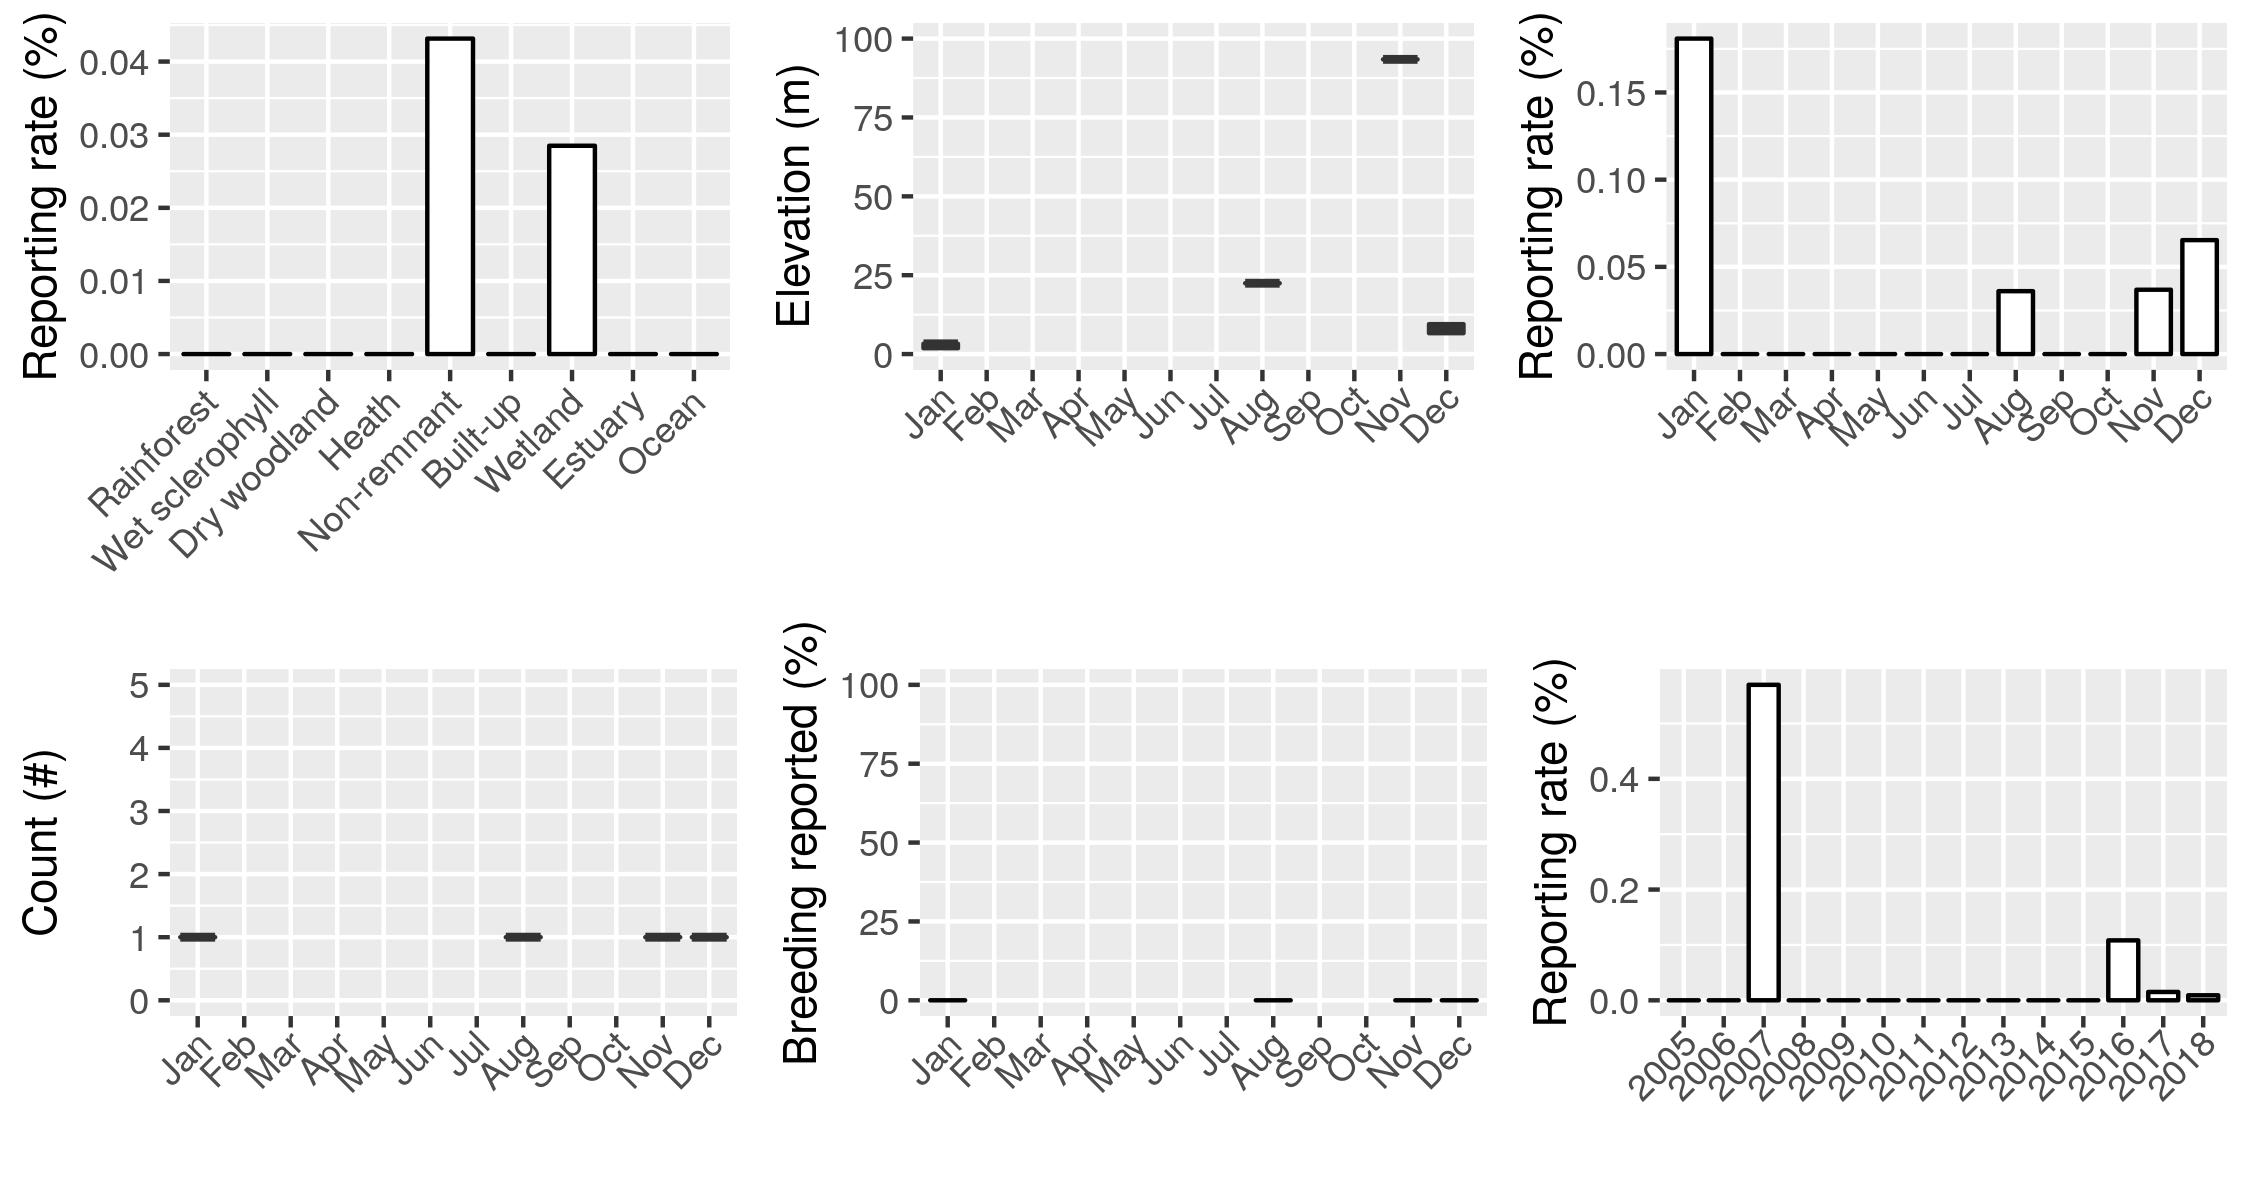 Reporting rate (%)
0.04
0.03
0.02
0.01
0.00
Rainforest
Wet sclerophyll
Dry woodland
Heath
Non-remnant
Built-up
Wetland
Estuary
Ocean
Elevation (m)
100
75
50
25
0
Jan
Feb
Mar
Apr
May
Jun
Jul
Aug
Sep
Oct
Nov
Dec
Reporting rate (%)
0.15
0.10
0.05
0.00
Jan
Feb
Mar
Apr
May
Jun
Jul
Aug
Sep
Oct
Nov
Dec
Count (#)
5
4
3
2
1
0
Jan
Feb
Mar
Apr
May
Jun
Jul
Aug
Sep
Oct
Nov
Dec
Breeding reported (%)
100
75
50
25
0
Jan
Feb
Mar
Apr
May
Jun
Jul
Aug
Sep
Oct
Nov
Dec
Reporting rate (%)
0.4
0.2
0.0
2005
2006
2007
2008
2009
2010
2011
2012
2013
2014
2015
2016
2017
2018